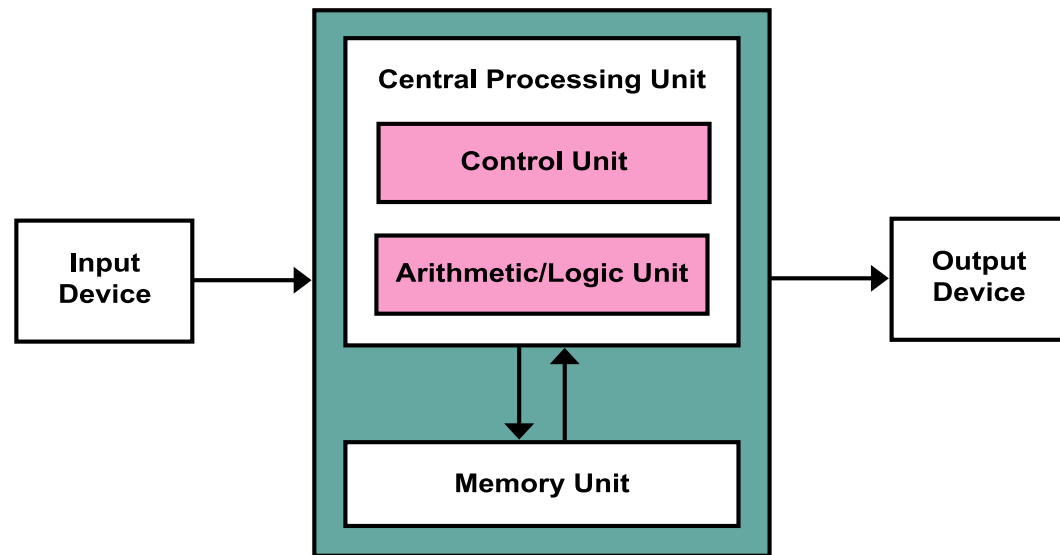 Central Processing Unit
Control Unit
Arithmetic/Logic Unit
Input
Device
Output
Device
Memory Unit